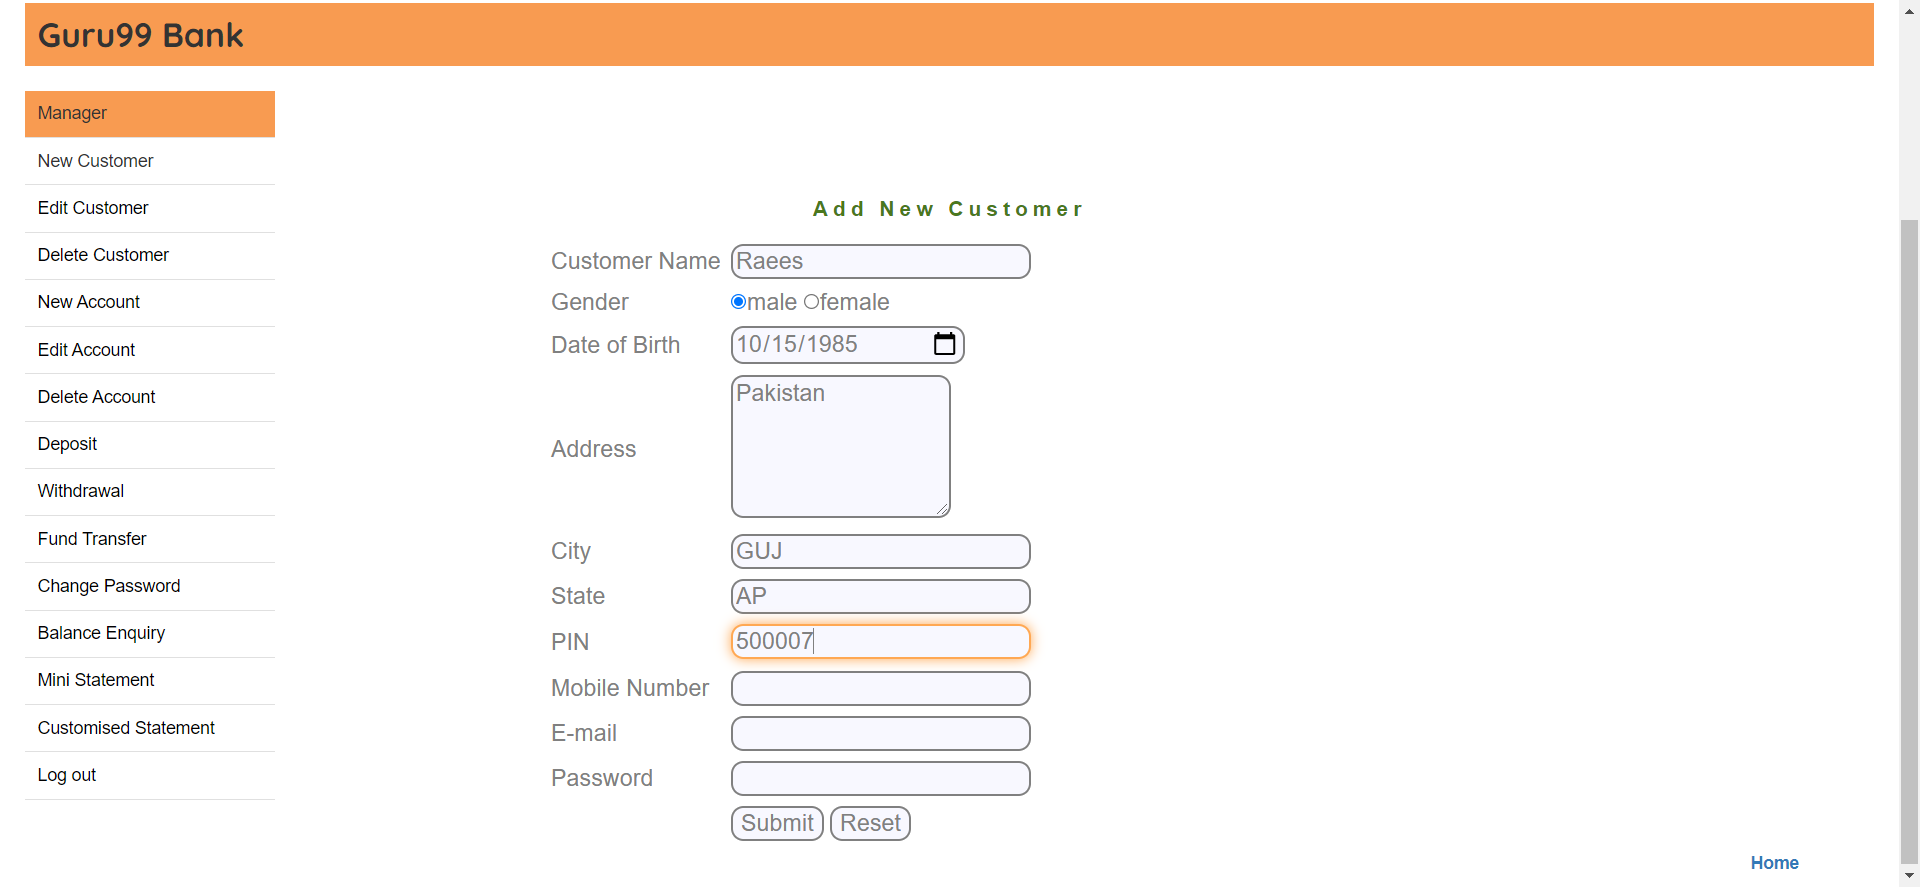 Guru99 Bank
Manager
New Customer
Edit Customer
Delete Customer
New Account
Edit Account
Delete Account
Deposit
Withdrawal
Fund Transfer
Change Password
Balance Enquiry
Mini Statement
Customised Statement
Log out
Add New Customer
Customer Name Raees
Gender male female
Date of Birth 10/15/1985
Address Pakistan
City GUJ
State AP
PIN 500007
Mobile Number
E-mail
Password
Submit Reset
Home